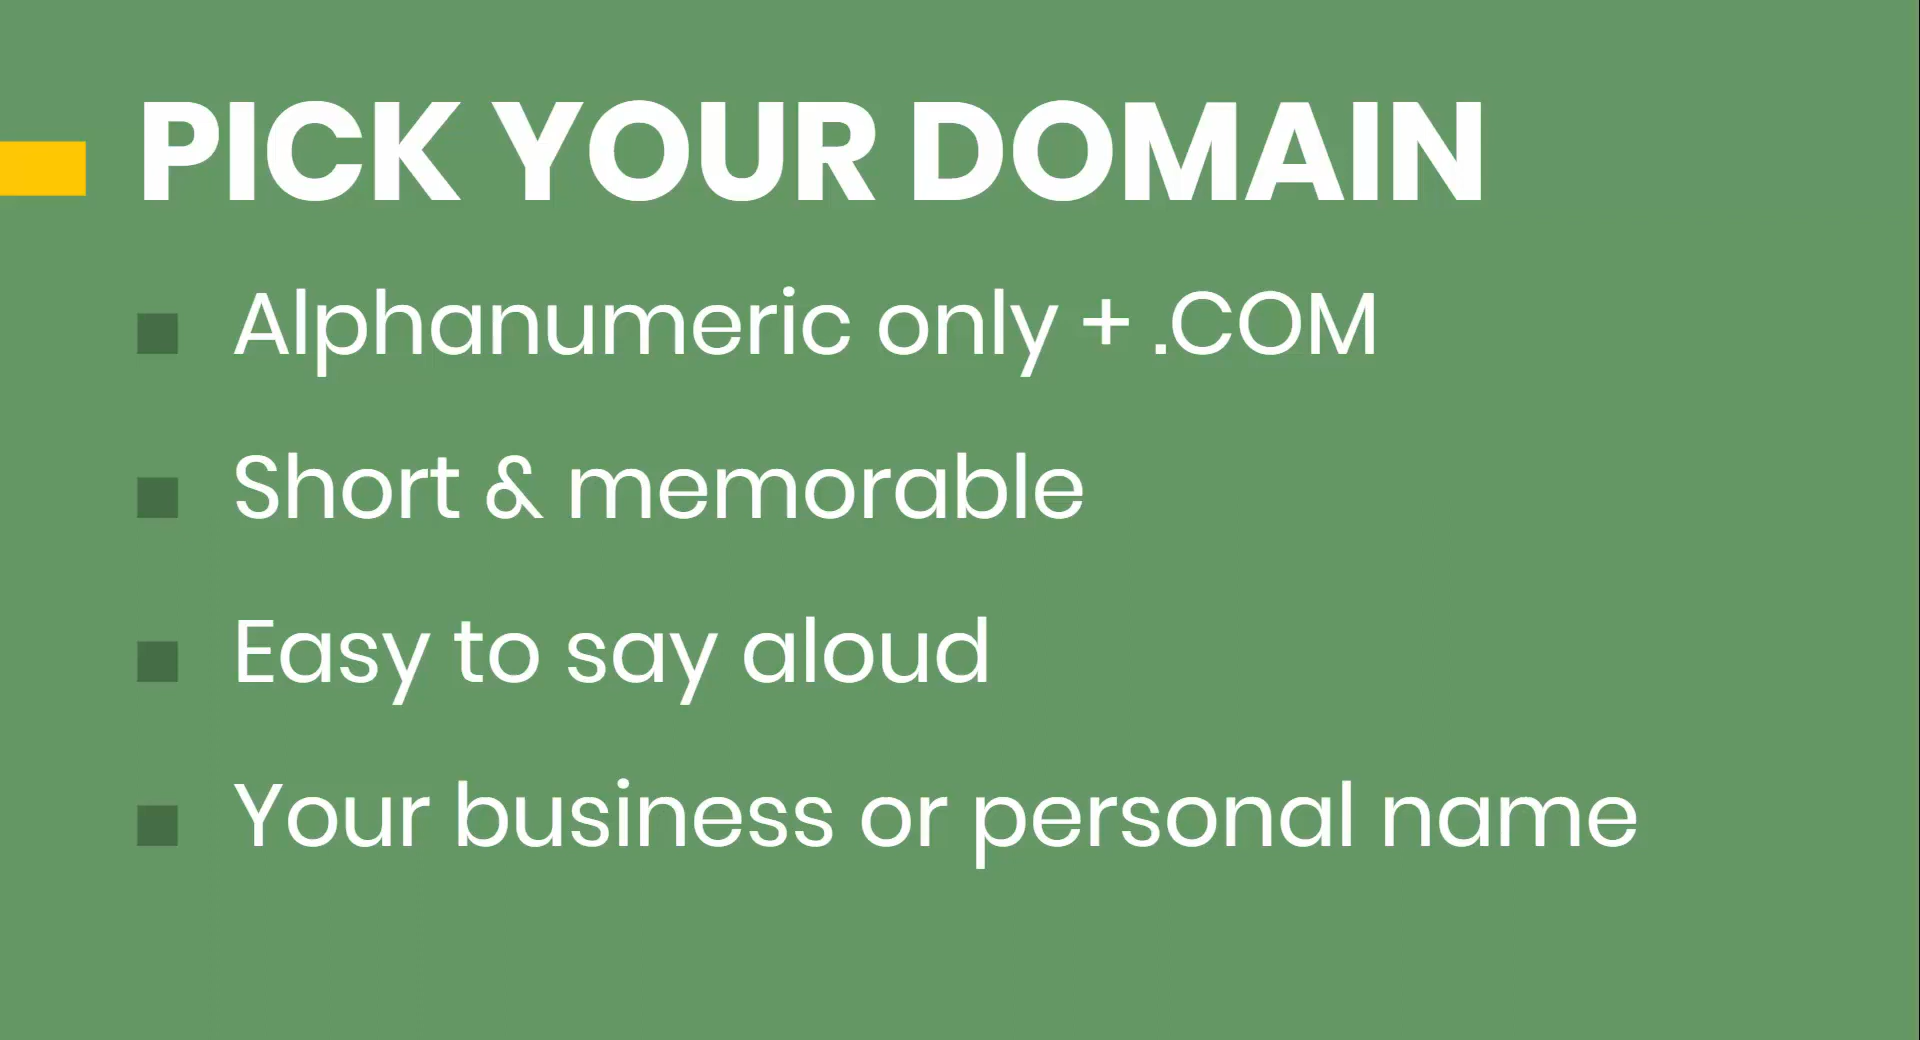 PICK YOUR DOMAIN
Alphanumeric only + .COM
Short & memorable
Easy to say aloud
Your business or personal name